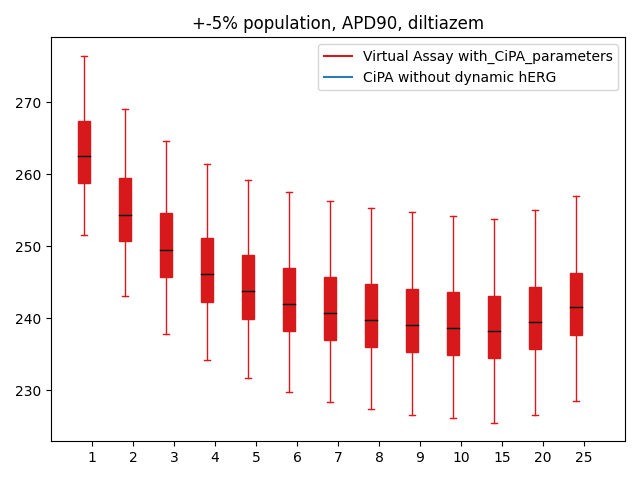 +-5% population, APD90, diltiazem
Virtual Assay with_CiPA_parameters
CiPA without dynamic hERG
270
260
250
240
230
1 2 3 4 5 6 7 8 9 10 15 20 25